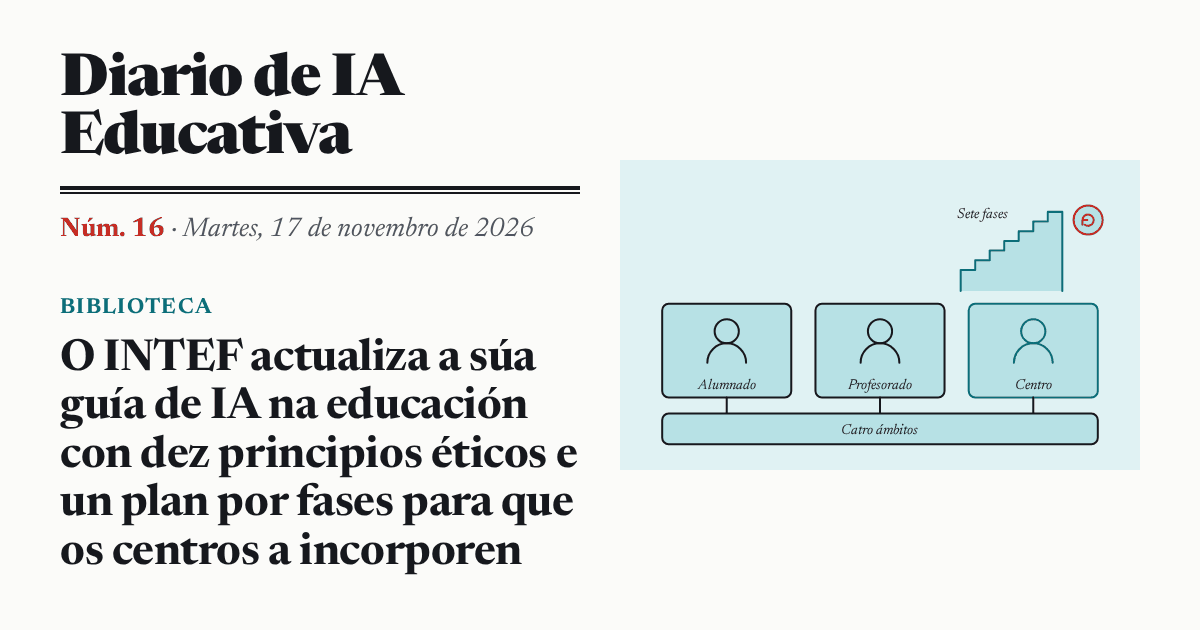 Diario de IA
Educativa
Núm. 16 · Martes, 17 de novembro de 2026
BIBLIOTECA
O INTEF actualiza a súa
guía de IA na educación
con dez principios éticos e
un plan por fases para que
os centros a incorporen
Sete fases
Alumnado
Profesorado
Centro
Catro ámbitos